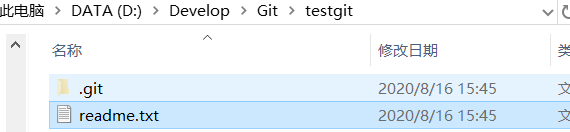 此电脑 > DATA (D:) > Develop > Git > testgit
名称 修改日期
.git 2020/8/16 15:45
readme.txt 2020/8/16 15:45